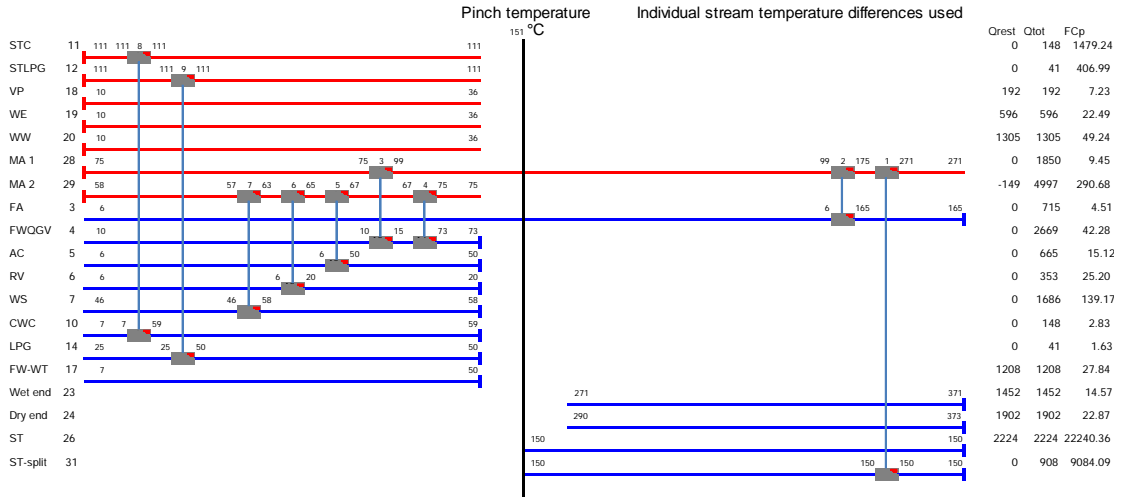 Pinch temperature Individual stream temperature differences used
151 °C Qrest Qtot FCp
STC 11 111 111 8 111 111 0 148 1479.24
STLPG 12 111 111 9 111 111 0 41 406.99
VP 18 10 36 192 192 7.23
WE 19 10 36 596 596 22.49
WW 20 10 36 1305 1305 49.24
MA 1 28 75 75 3 99 99 2 175 1 271 271 0 1850 9.45
MA 2 29 58 57 7 63 6 65 5 67 67 4 75 75 -149 4997 290.68
FA 3 6 6 165 165 0 715 4.51
FWQGV 4 10 10 15 73 73 0 2669 42.28
AC 5 6 6 50 50 0 665 15.12
RV 6 6 6 20 20 0 353 25.20
WS 7 46 46 58 58 0 1686 139.17
CWC 10 7 7 59 59 0 148 2.83
LPG 14 25 25 50 50 0 41 1.63
FW-WT 17 7 50 1208 1208 27.84
Wet end 23 271 371 1452 1452 14.57
Dry end 24 290 373 1902 1902 22.87
ST 26 150 150 2224 2224 22240.36
ST-split 31 150 150 150 150 0 908 9084.09